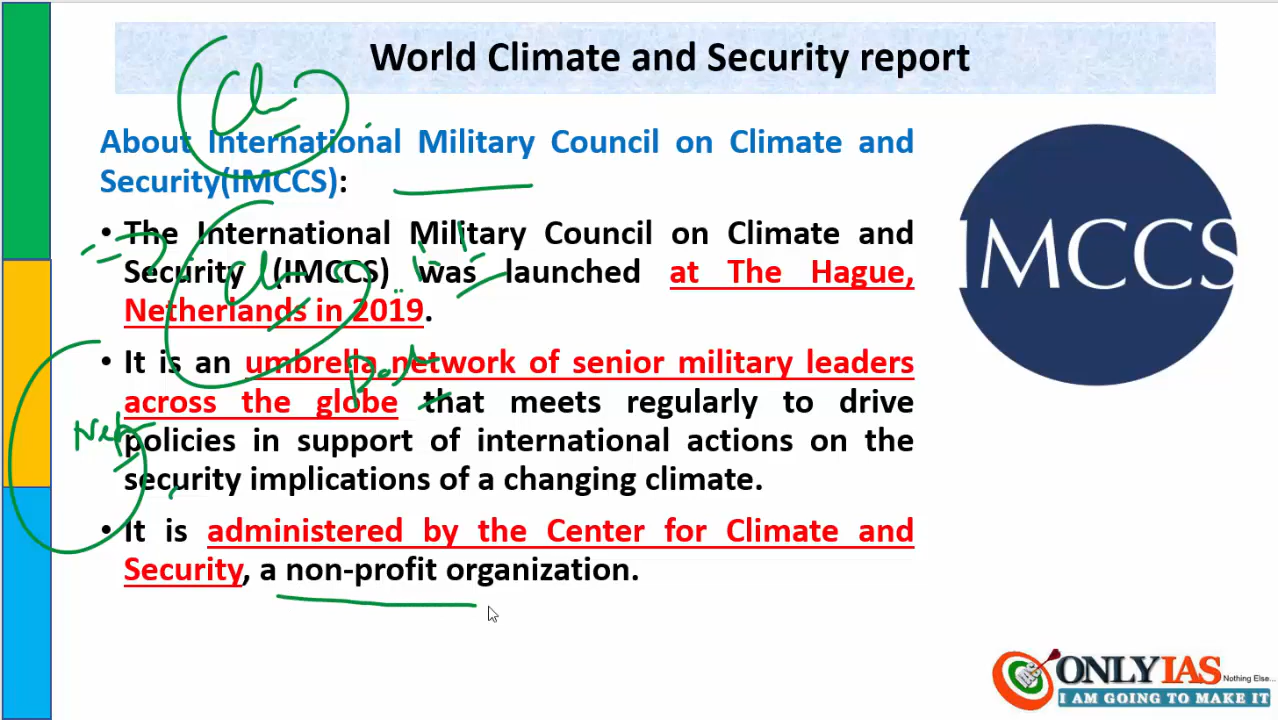 World Climate and Security report
About International Military Council on Climate and
Security(IMCCS):
• The International Military Council on Climate and
Security (IMCCS) was launched at The Hague,
Netherlands in 2019.
• It is an umbrella network of senior military leaders
across the globe that meets regularly to drive
policies in support of international actions on the
security implications of a changing climate.
• It is administered by the Center for Climate and
Security, a non-profit organization.
IMCCS
ONLYIAS
Nothing Else...
I AM GOING TO MAKE IT